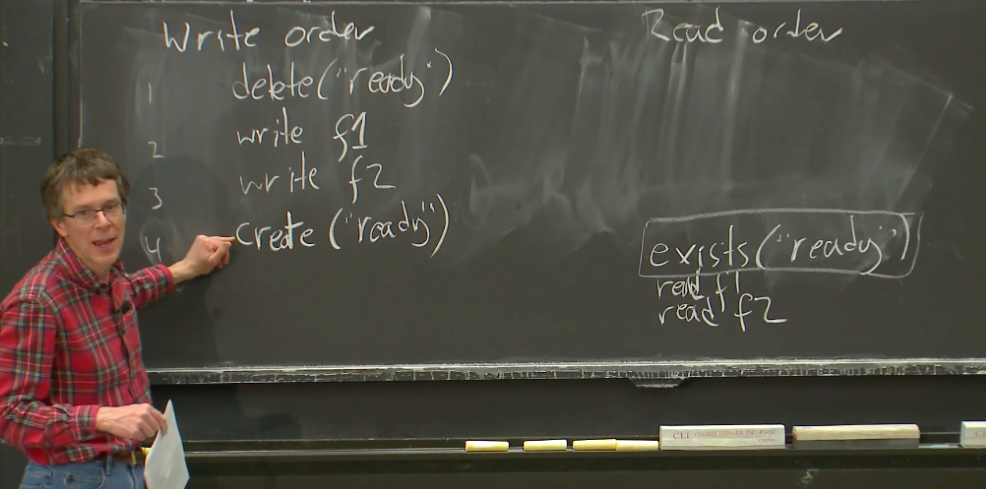 Write order
1 delete("ready")
2 write f1
3 write f2
4 create ("ready")
Read order
exists("ready")
read f1
read f2
CLI